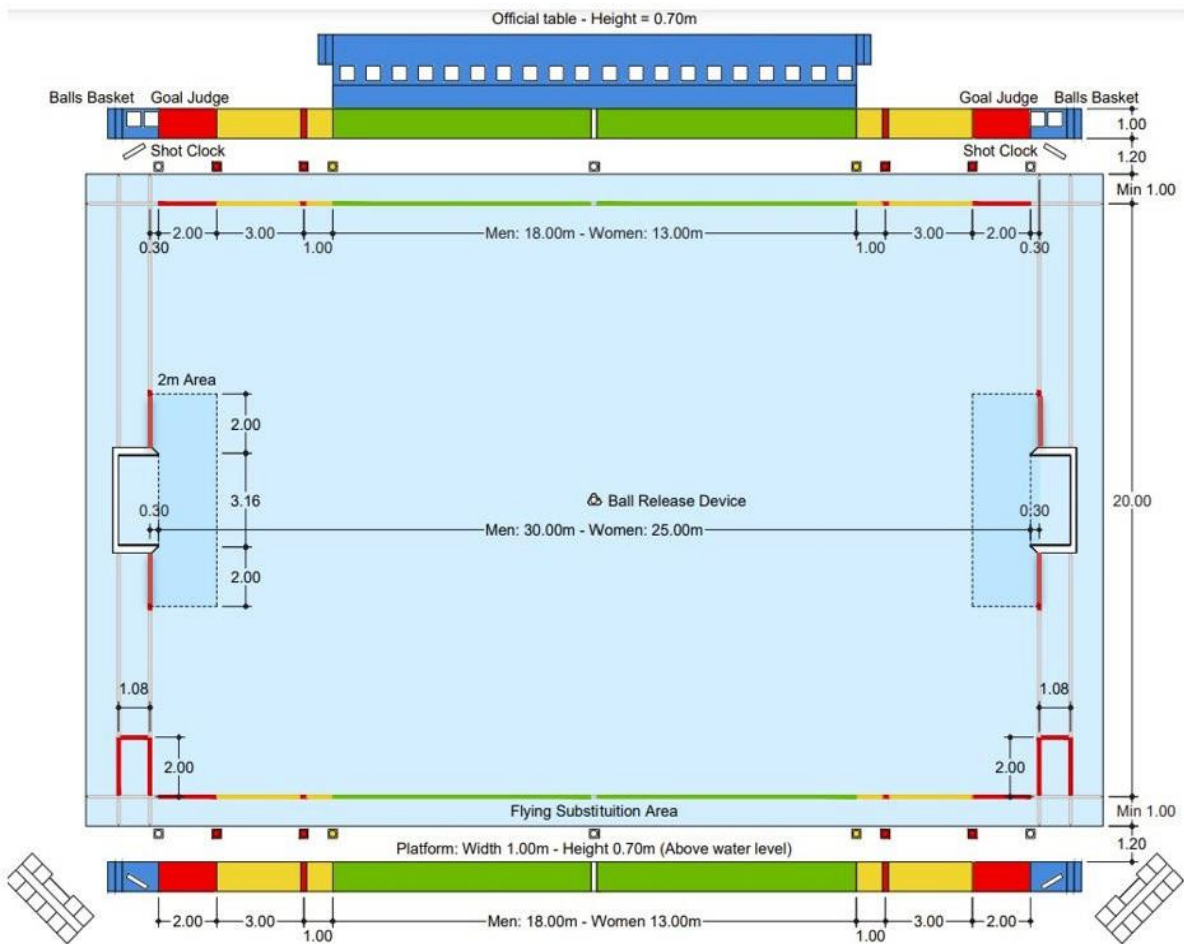 Official table - Height = 0.70m
Balls Basket Goal Judge Goal Judge Balls Basket
1.00
Shot Clock Shot Clock
1.20
Min 1.00
2.00 3.00 Men: 18.00m - Women: 13.00m 3.00 2.00
0.30 1.00 1.00 0.30
2m Area
2.00
3.16 Ball Release Device 20.00
0.30 0.30
Men: 30.00m - Women: 25.00m
2.00
1.08 1.08
2.00 2.00
Flying Substituition Area Min 1.00
Platform: Width 1.00m - Height 0.70m (Above water level) 1.20
2.00 3.00 Men: 18.00m - Women 13.00m 3.00 2.00
1.00 1.00